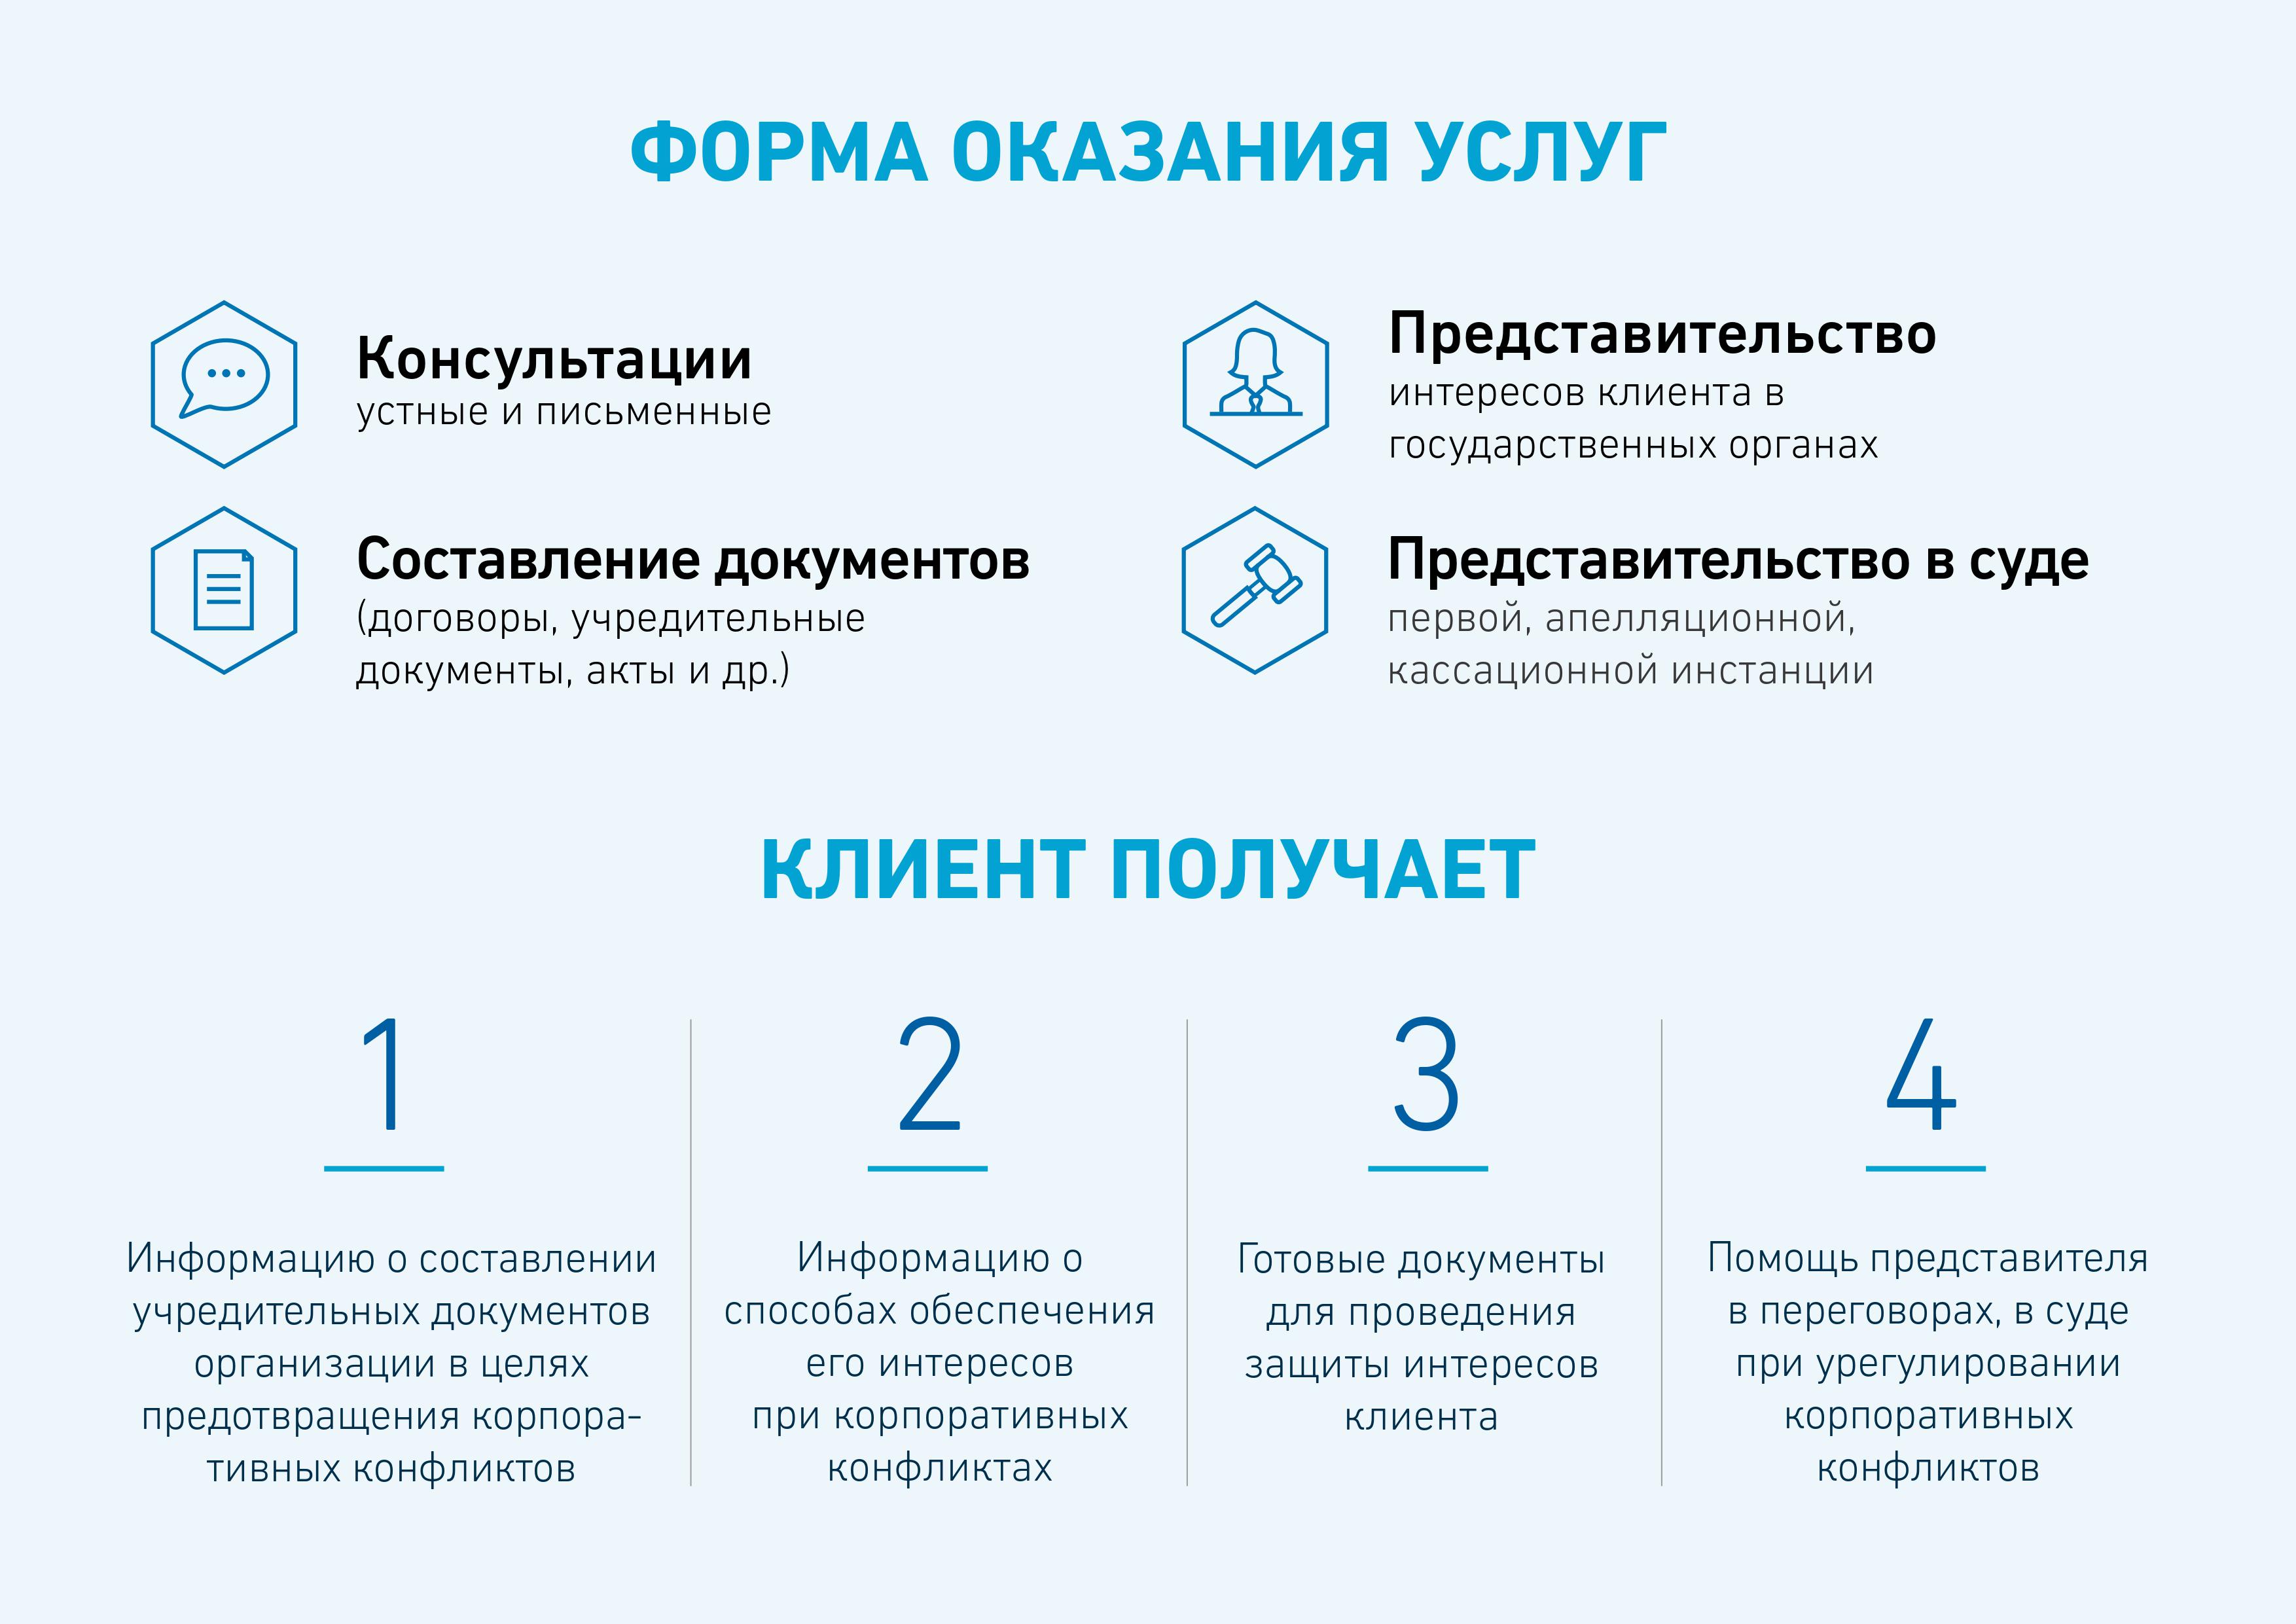 ФОРМА ОКАЗАНИЯ УСЛУГ
Консультации
устные и письменные
Представительство
интересов клиента в
государственных органах
Составление документов
(договоры, учредительные
документы, акты и др.)
Представительство в суде
первой, апелляционной,
кассационной инстанции
КЛИЕНТ ПОЛУЧАЕТ
1
Информацию о составлении
учредительных документов
организации в целях
предотвращения корпора-
тивных конфликтов
2
Информацию о
способах обеспечения
его интересов
при корпоративных
конфликтах
3
Готовые документы
для проведения
защиты интересов
клиента
4
Помощь представителя
в переговорах, в суде
при урегулировании
корпоративных
конфликтов